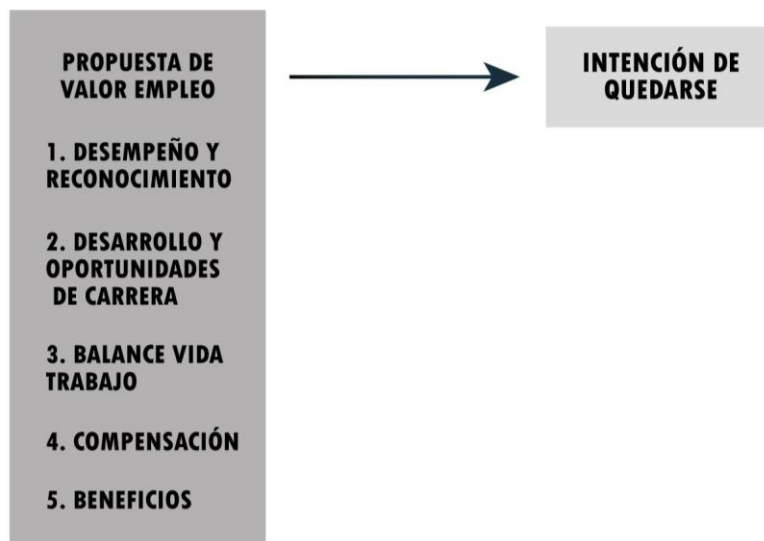 PROPUESTA DE
VALOR EMPLEO
1. DESEMPEÑO Y
RECONOCIMIENTO
2. DESARROLLO Y
OPORTUNIDADES
DE CARRERA
3. BALANCE VIDA
TRABAJO
4. COMPENSACIÓN
5. BENEFICIOS
INTENCIÓN DE
QUEDARSE